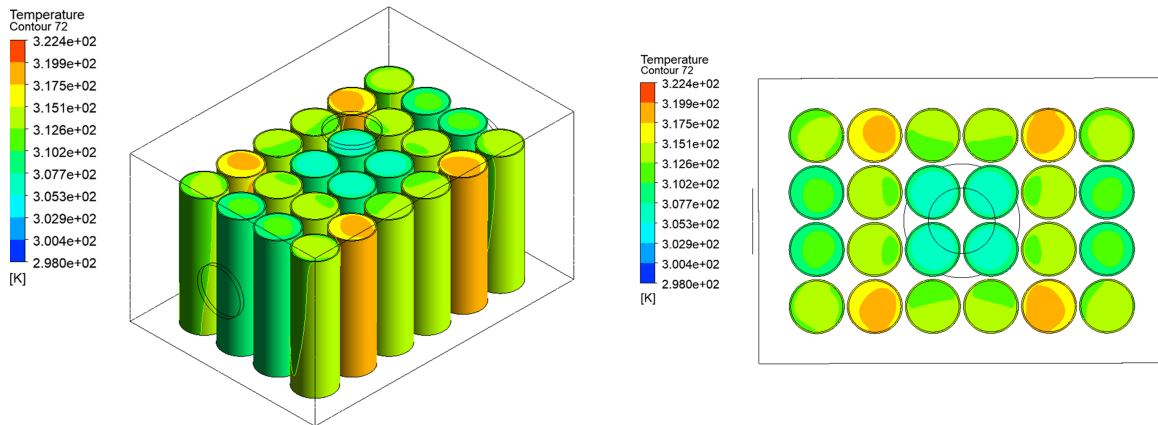 Temperature
Contour 72
3.224e+02
3.199e+02
3.175e+02
3.151e+02
3.126e+02
3.102e+02
3.077e+02
3.053e+02
3.029e+02
3.004e+02
2.980e+02
[K]
Temperature
Contour 72
3.224e+02
3.199e+02
3.175e+02
3.151e+02
3.126e+02
3.102e+02
3.077e+02
3.053e+02
3.029e+02
3.004e+02
2.980e+02
[K]